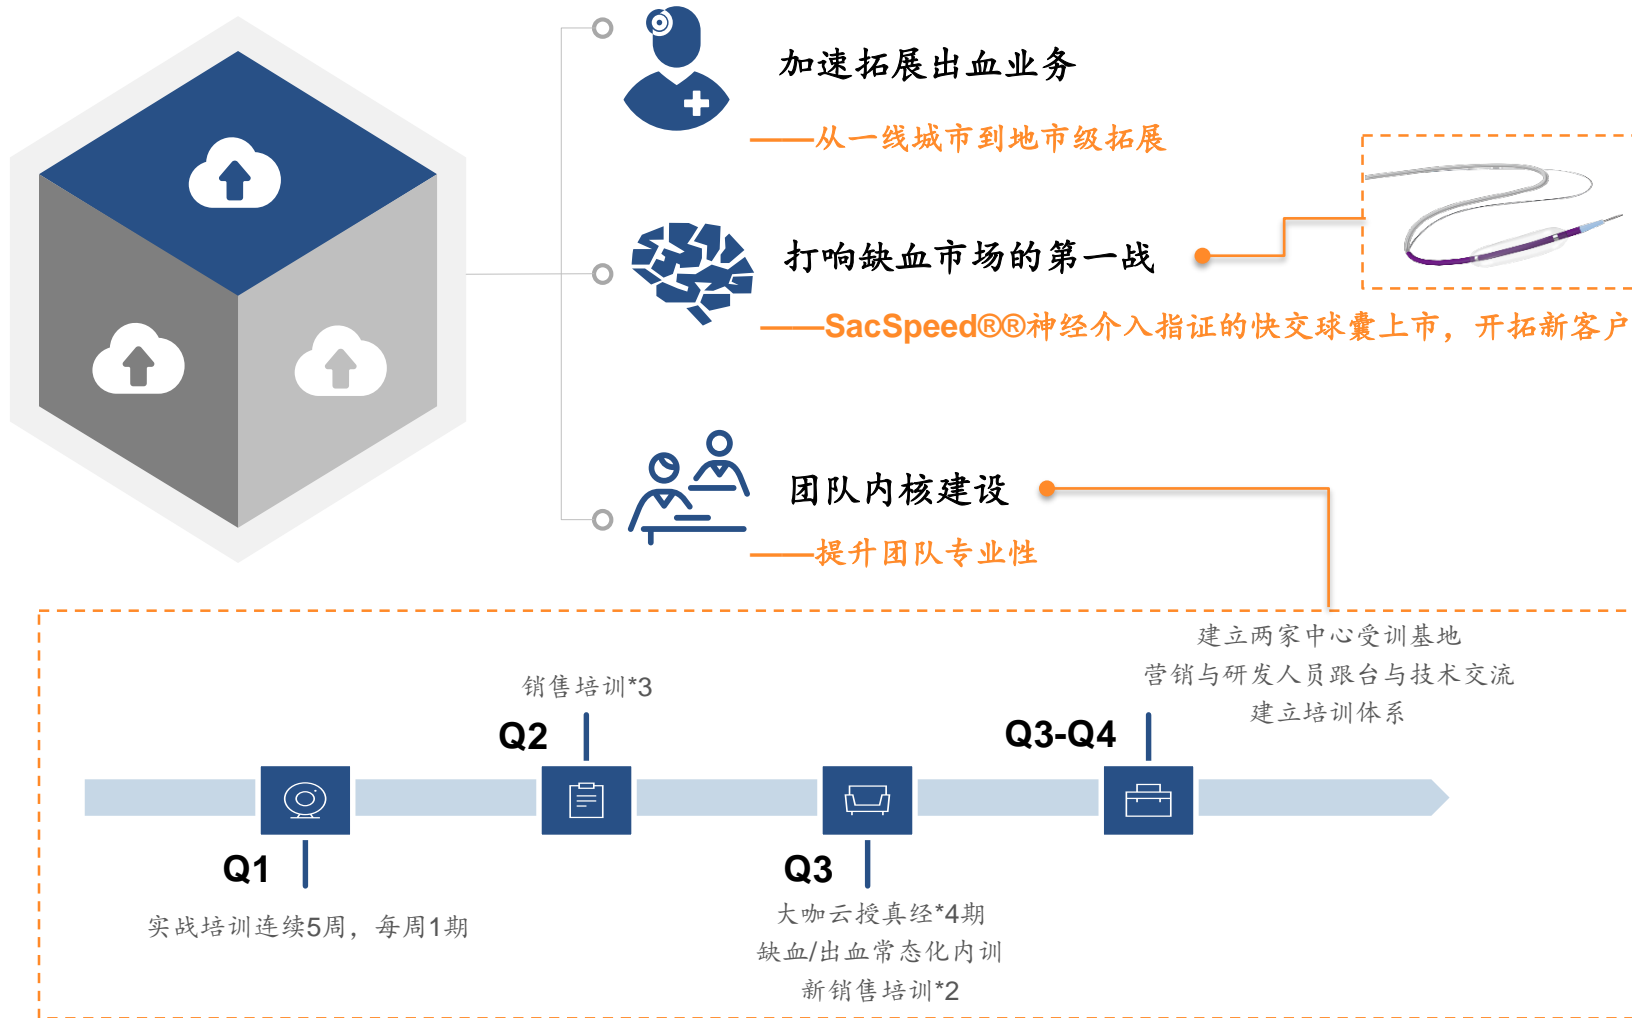 加速拓展出血业务
——从一线城市到地市级拓展
打响缺血市场的第一战
——SacSpeed®®神经介入指证的快交球囊上市，开拓新客户
团队内核建设
——提升团队专业性
建立两家中心受训基地
营销与研发人员跟台与技术交流
建立培训体系
销售培训*3
Q2
Q3-Q4
Q1
Q3
实战培训连续5周，每周1期
大咖云授真经*4期
缺血/出血常态化内训
新销售培训*2